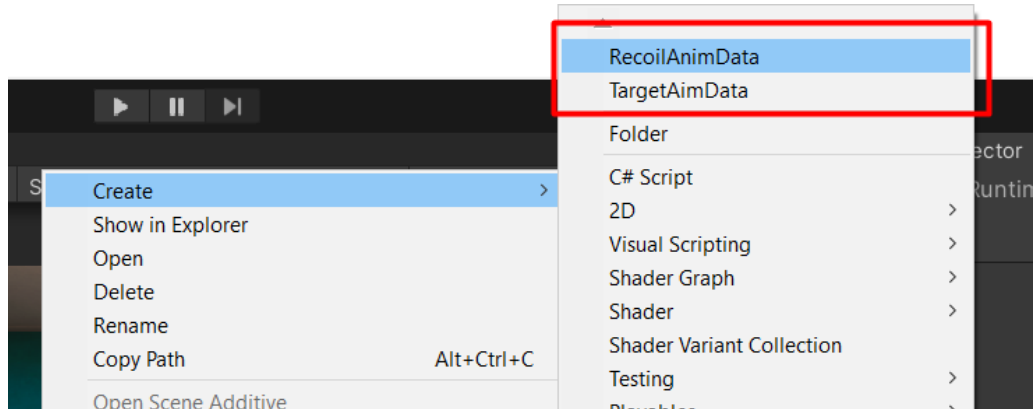 RecoilAnimData
TargetAimData
Folder
C# Script
2D
Visual Scripting
Shader Graph
Shader
Shader Variant Collection
Testing
Create
Show in Explorer
Open
Delete
Rename
Copy Path Alt+Ctrl+C
Open Scene Additive
ector
Runtin
S